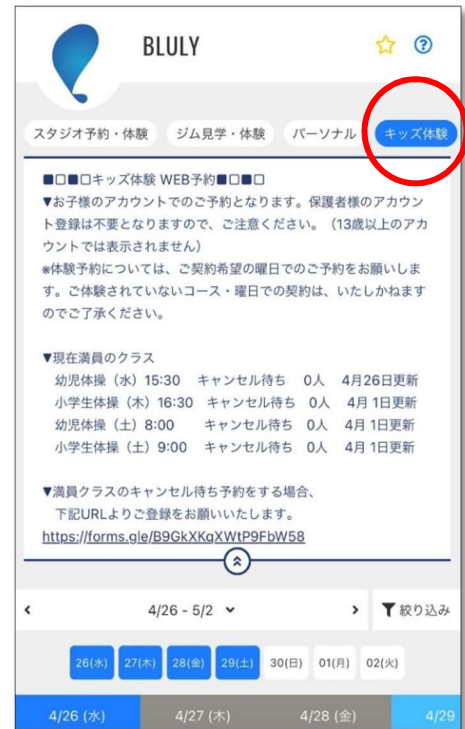 BLULY
スタジオ予約・体験 ジム見学・体験 パーソナル キッズ体験
■□■□キッズ体験 WEB予約■□■□
▼お子様のアカウントでのご予約となります。保護者様のアカウン
ト登録は不要となりますので、ご注意ください。（13歳以上のアカ
ウントでは表示されません）
※体験予約については、ご契約希望の曜日でのご予約をお願いしま
す。ご体験されていないコース・曜日での契約は、いたしかねます
のでご了承ください。
▼現在満員のクラス
幼児体操（水）15:30 キャンセル待ち 0人 4月26日更新
小学生体操（木）16:30 キャンセル待ち 0人 4月 1日更新
幼児体操（土）8:00 キャンセル待ち 0人 4月 1日更新
小学生体操（土）9:00 キャンセル待ち 0人 4月 1日更新
▼満員クラスのキャンセル待ち予約をする場合、
下記URLよりご登録をお願いいたします。
https://forms.gle/B9GkXKqXWtP9FbW58
4/26 - 5/2 絞り込み
26(水) 27(木) 28(金) 29(土) 30(日) 01(月) 02(火)
4/26 (水) 4/27 (木) 4/28 (金) 4/29